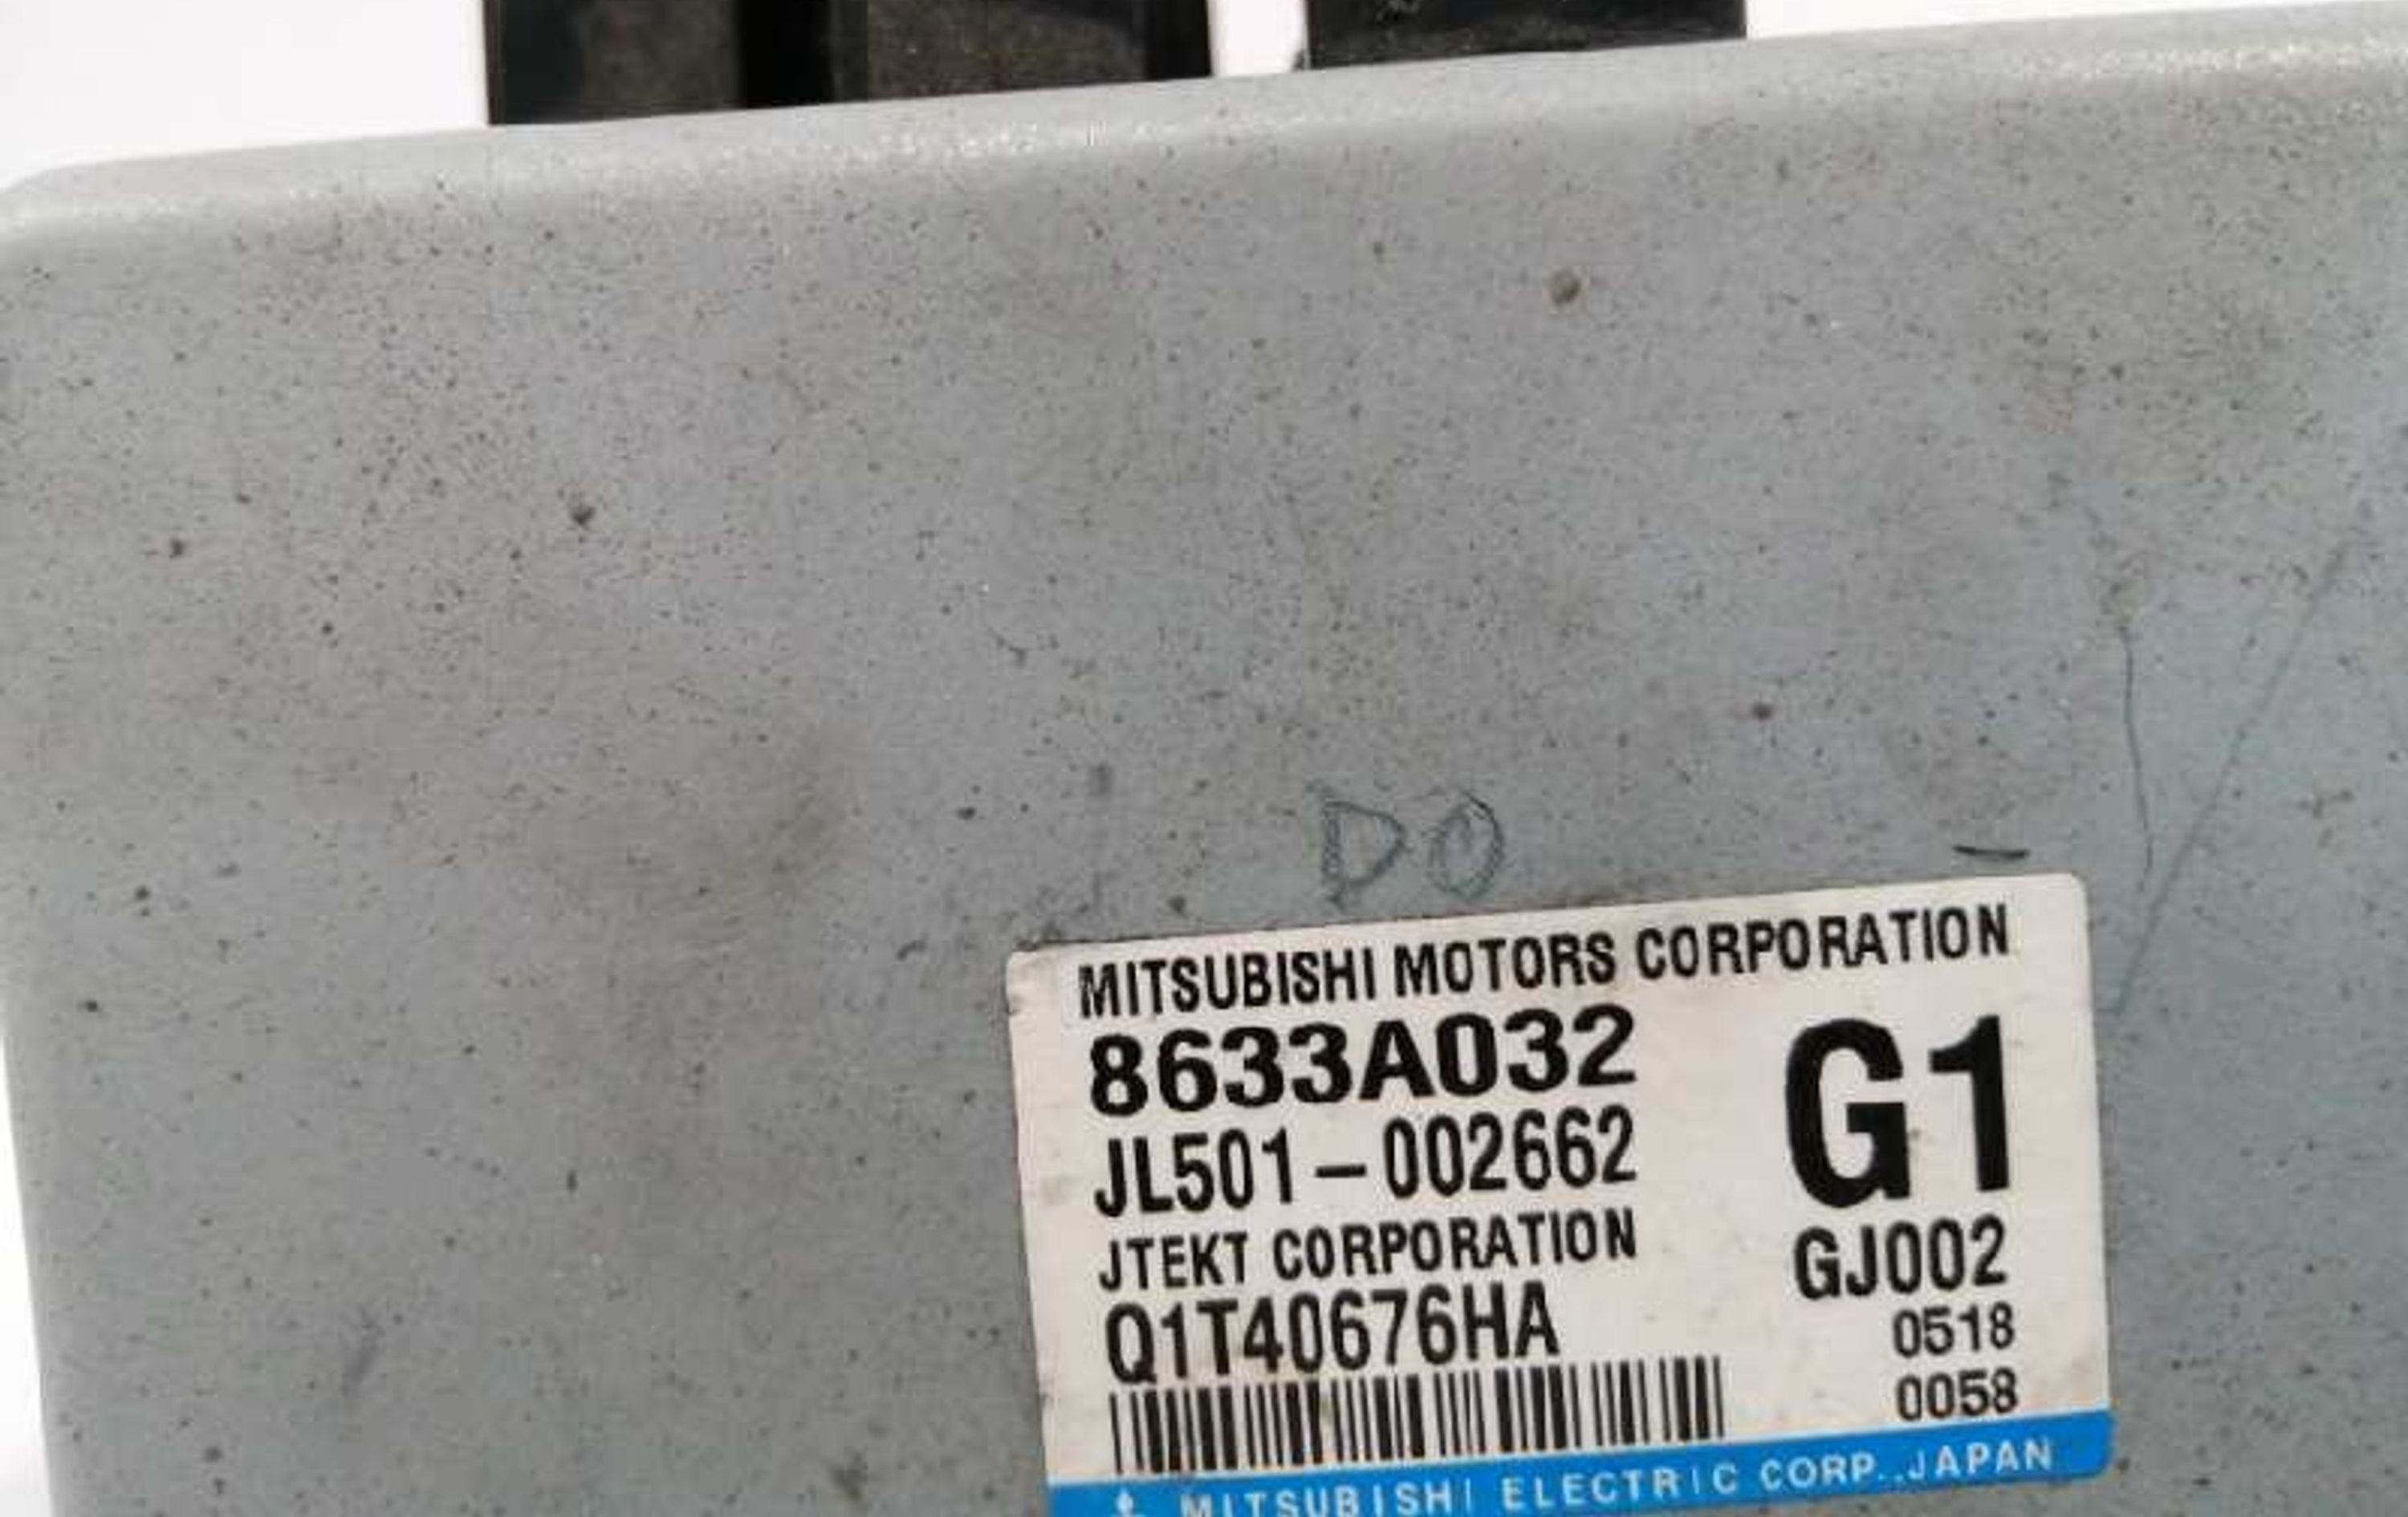 DO
MITSUBISHI MOTORS CORPORATION
8633A032
G1
JL501-002662
JTEKT CORPORATION
GJ002
Q1T40676HA
0518
0058
MITSUBISHI ELECTRIC CORP., JAPAN